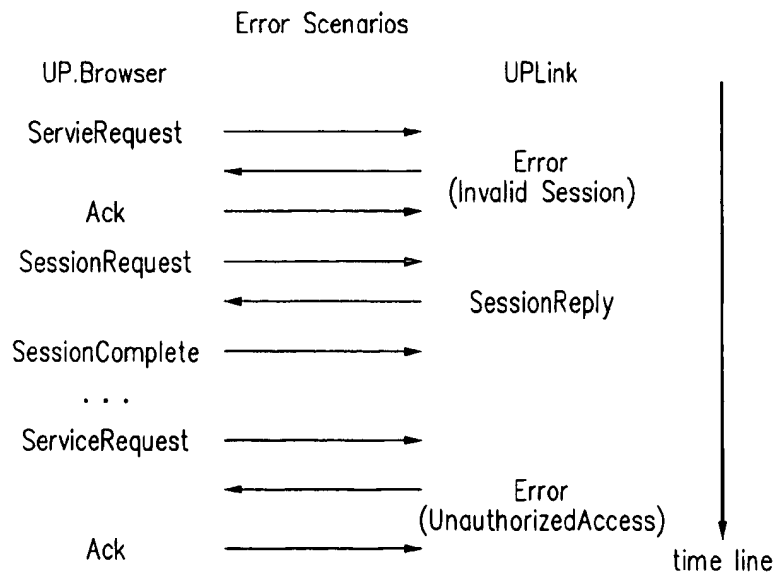 Error Scenarios
UP.Browser UPLink
ServieRequest
Error
(Invalid Session)
Ack
SessionRequest
SessionReply
SessionComplete
. . .
ServiceRequest
Error
(UnauthorizedAccess)
Ack
time line